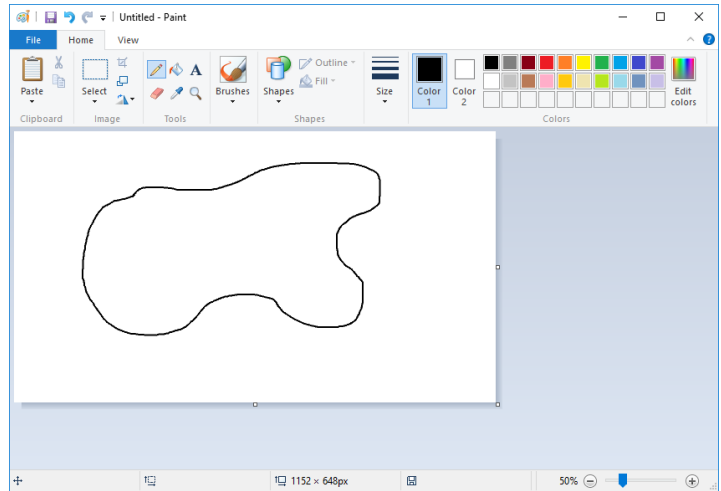 Untitled - Paint
File Home View
Paste
Select
A
Brushes
Shapes
Outline
Fill
Size
Color 1
Color 2
Edit colors
Clipboard Image Tools Shapes Colors
1152 × 648px
50%